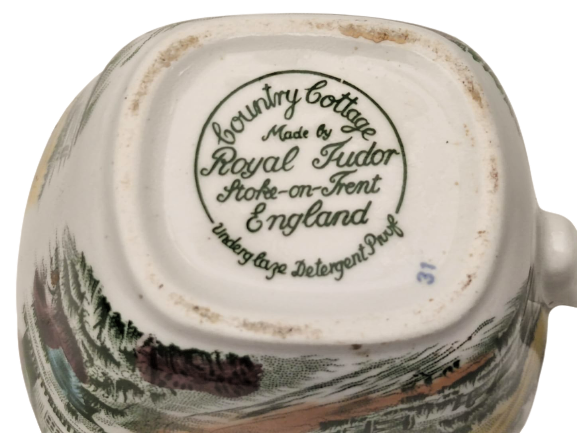 Country Cottage
Made by
Royal Tudor
Stoke-on-Trent
England
Underglaze Detergent Proof
31